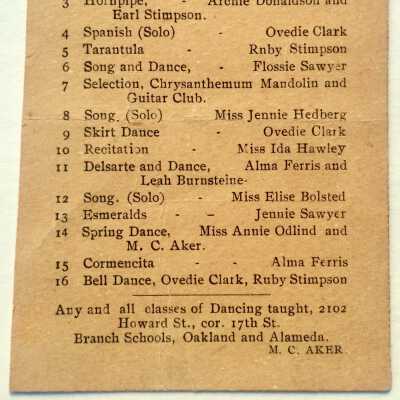 3 Hornpipe, - Archie Donaldson and
Earl Stimpson.
4 Spanish (Solo) - Ovedie Clark
5 Tarantula - Rnby Stimpson
6 Song and Dance, - Flossie Sawyer
7 Selection, Chrysanthemum Mandolin and
Guitar Club.
8 Song. (Solo) Miss Jennie Hedberg
9 Skirt Dance - Ovedie Clark
10 Recitation - Miss Ida Hawley
11 Delsarte and Dance, Alma Ferris and
Leah Burnsteine-
12 Song. (Solo) - Miss Elise Bolsted
13 Esmeralds - - Jennie Sawyer
14 Spring Dance, Miss Annie Odlind and
M. C. Aker.
15 Cormencita - Alma Ferris
16 Bell Dance, Ovedie Clark, Ruby Stimpson
Any and all classes of Dancing taught, 2102
Howard St., cor. 17th St.
Branch Schools, Oakland and Alameda.
M. C. AKER.